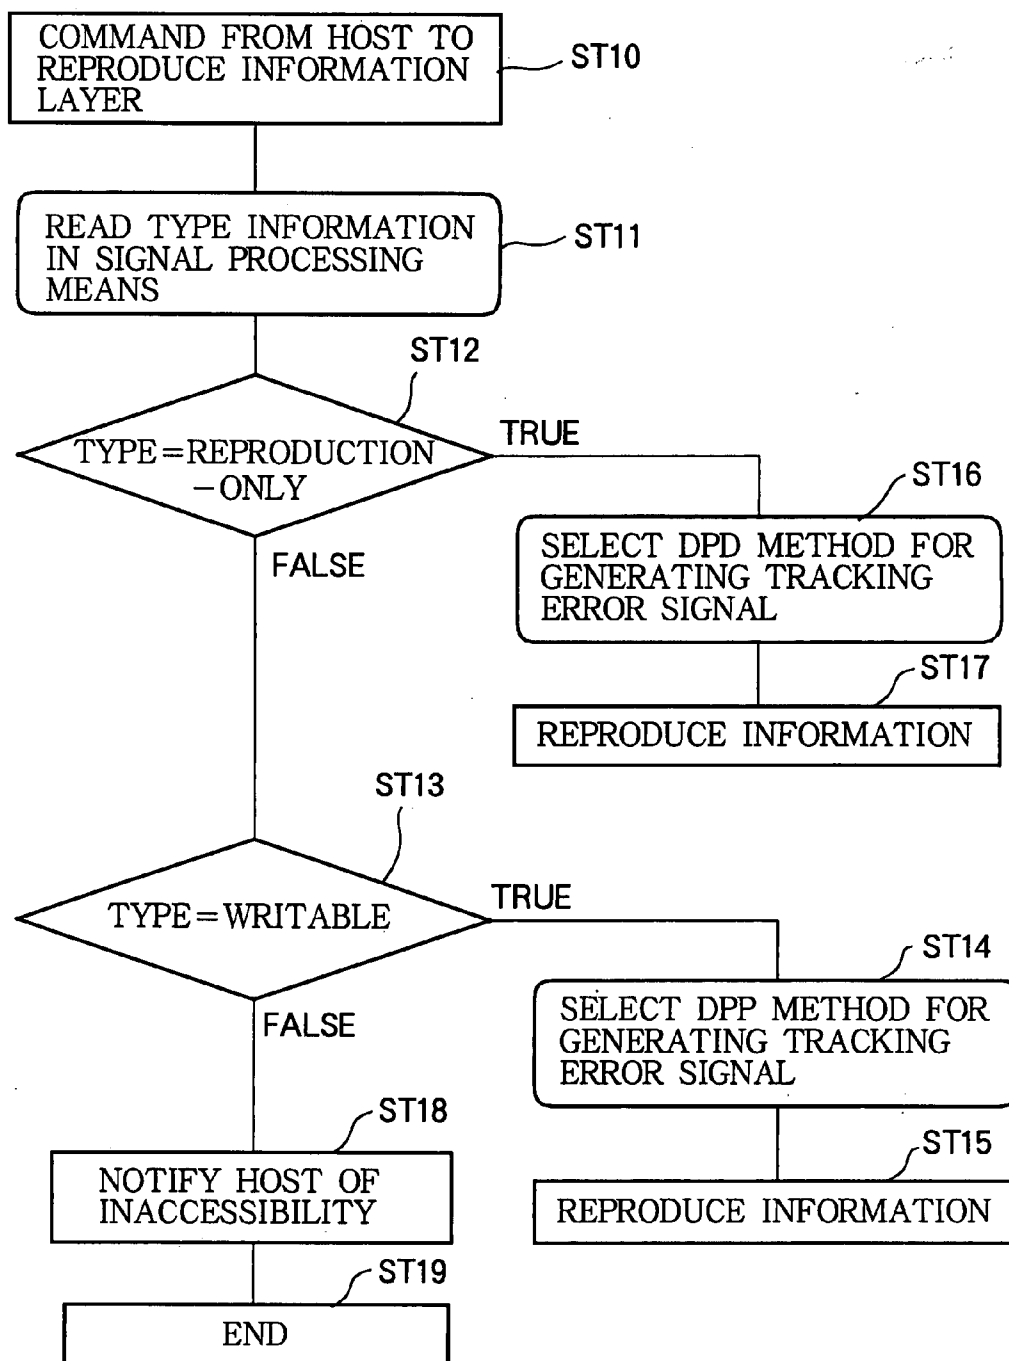 COMMAND FROM HOST TO
REPRODUCE INFORMATION
LAYER
ST10
READ TYPE INFORMATION
IN SIGNAL PROCESSING
MEANS
ST11
ST12
TYPE=REPRODUCTION
-ONLY
TRUE
FALSE
ST16
SELECT DPD METHOD FOR
GENERATING TRACKING
ERROR SIGNAL
ST17
REPRODUCE INFORMATION
ST13
TYPE=WRITABLE
TRUE
FALSE
ST14
SELECT DPP METHOD FOR
GENERATING TRACKING
ERROR SIGNAL
ST15
REPRODUCE INFORMATION
ST18
NOTIFY HOST OF
INACCESSIBILITY
ST19
END